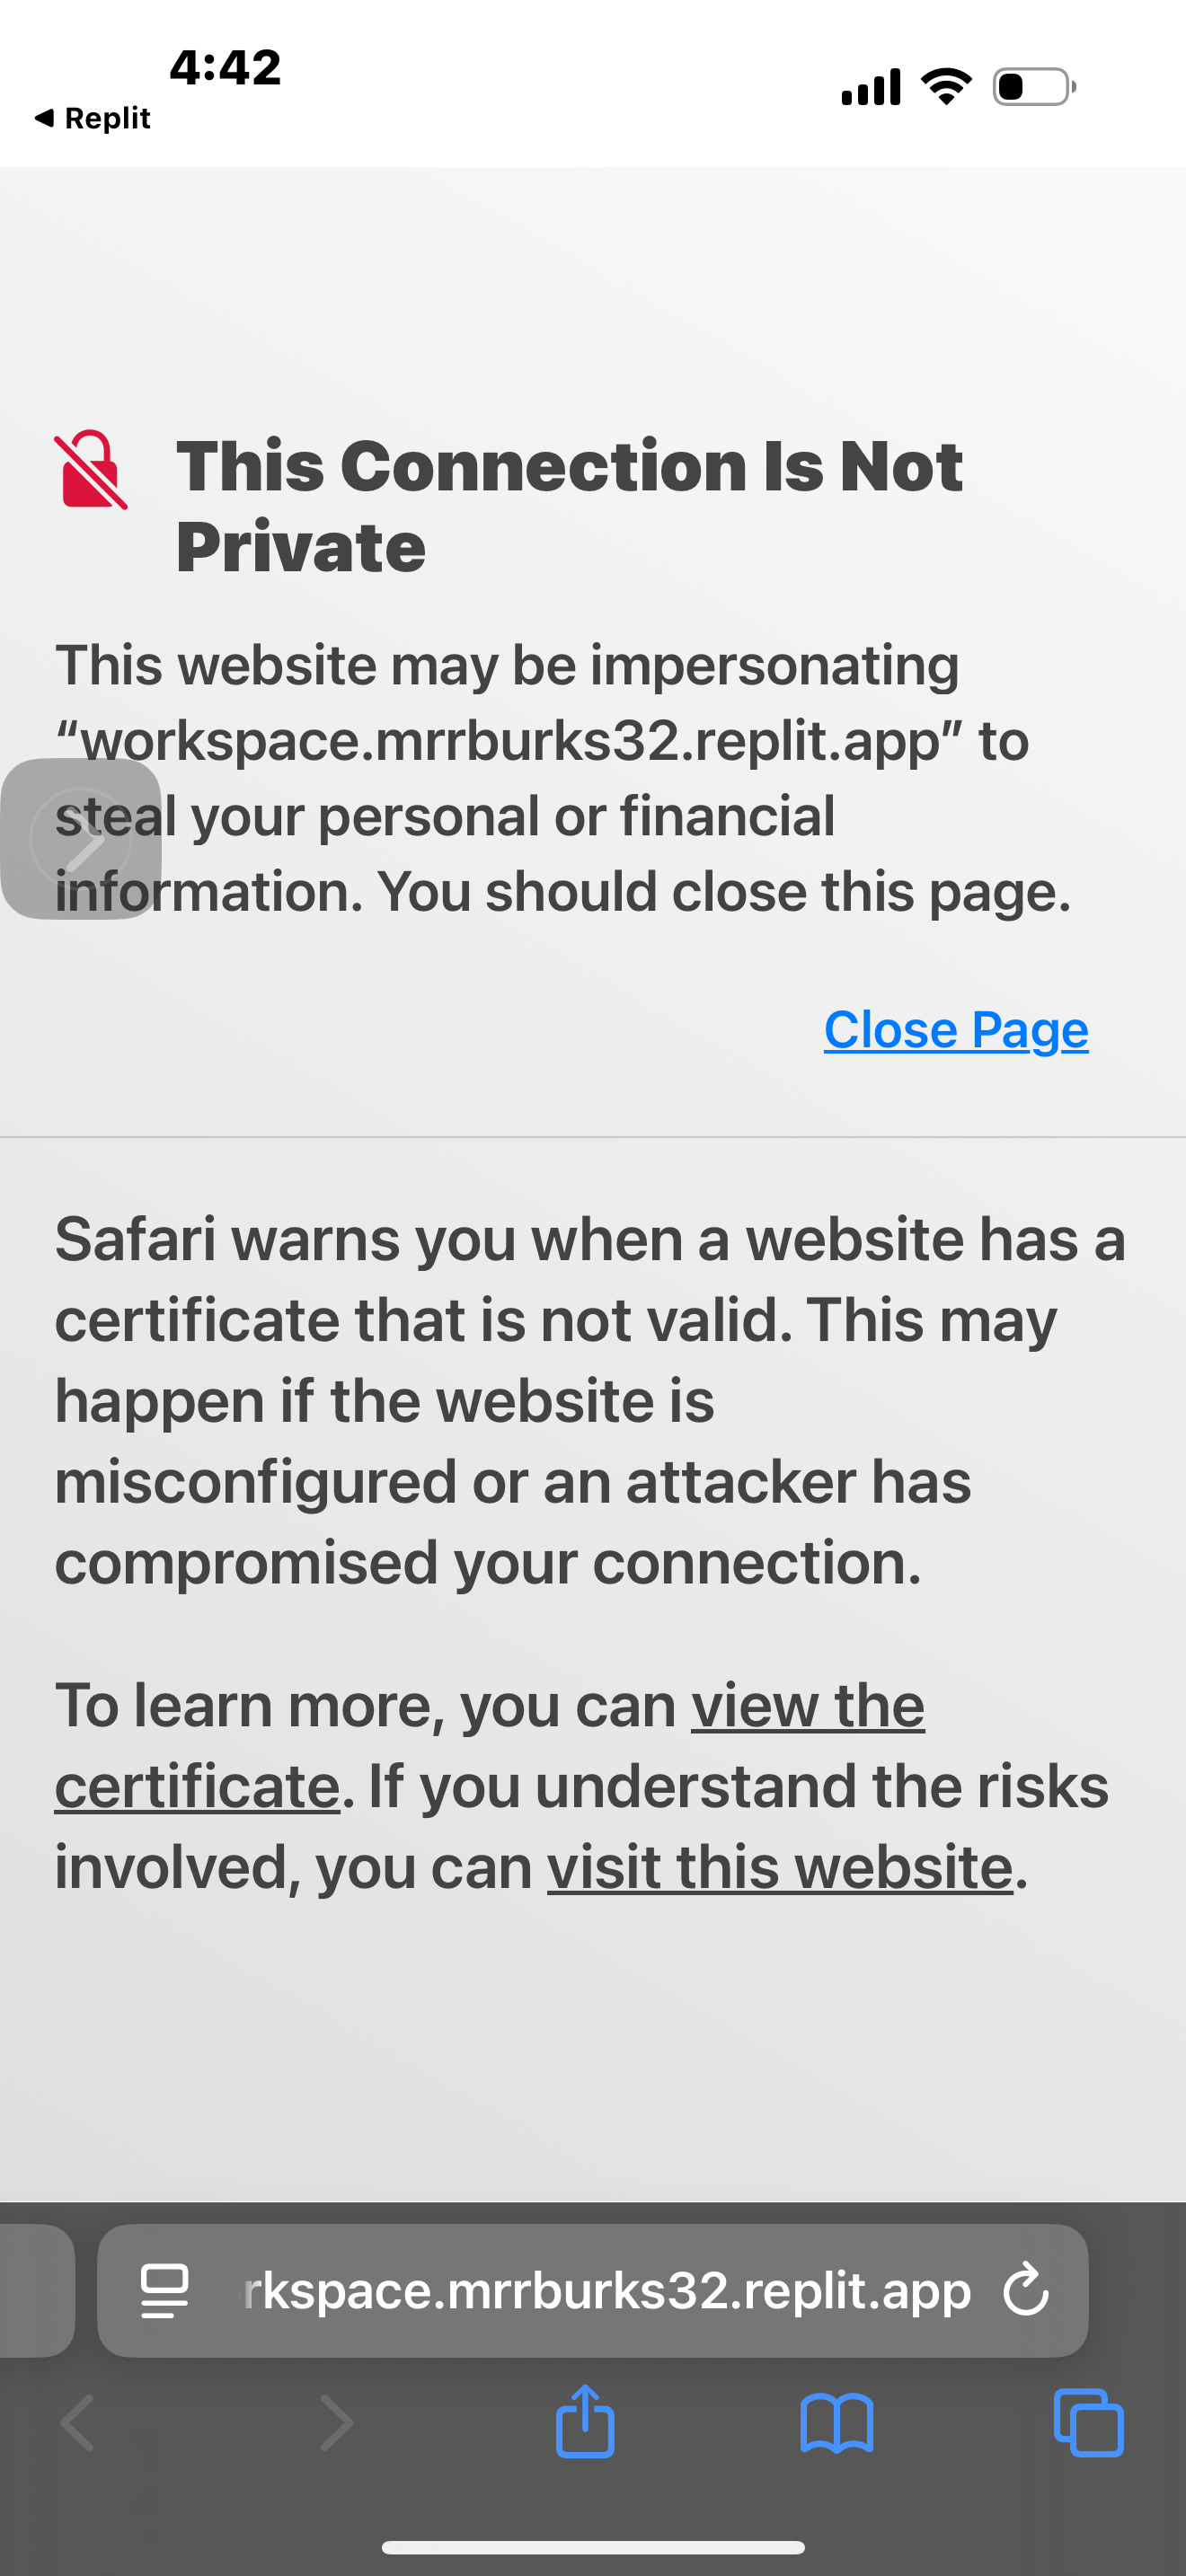 4:42
◀ Replit
This Connection Is Not
Private
This website may be impersonating
“workspace.mrrburks32.replit.app” to
steal your personal or financial
information. You should close this page.
Close Page
Safari warns you when a website has a
certificate that is not valid. This may
happen if the website is
misconfigured or an attacker has
compromised your connection.
To learn more, you can view the
certificate. If you understand the risks
involved, you can visit this website.
rkspace.mrrburks32.replit.app